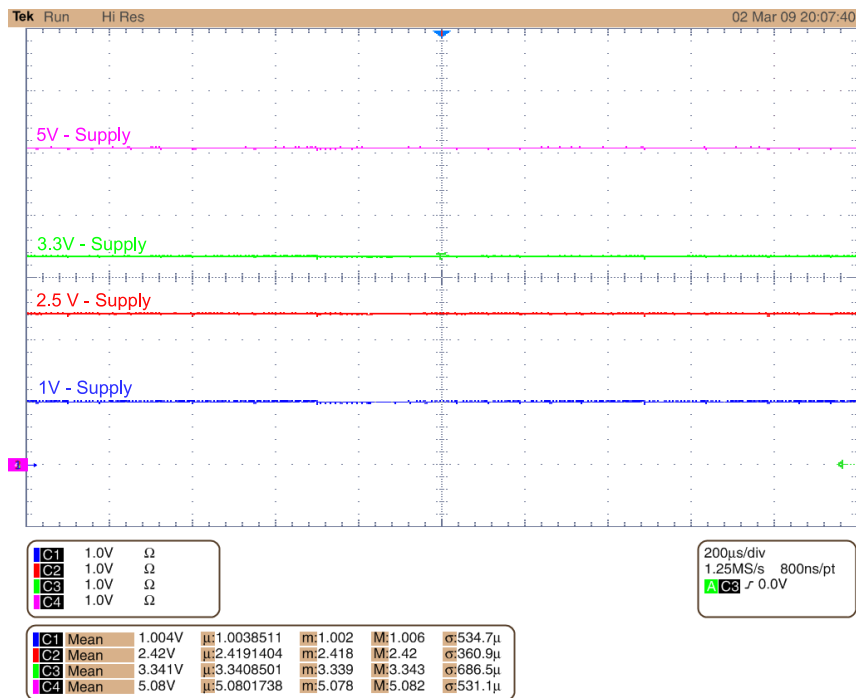 Tek Run Hi Res 02 Mar 09 20:07:40
5V - Supply
3.3V - Supply
2.5 V - Supply
1V - Supply
C1 1.0V Ω
C2 1.0V Ω
C3 1.0V Ω
C4 1.0V Ω
200µs/div
1.25MS/s 800ns/pt
A C3 0.0V
C1 Mean 1.004V µ:1.0038511 m:1.002 M:1.006 σ:534.7µ
C2 Mean 2.42V µ:2.4191404 m:2.418 M:2.42 σ:360.9µ
C3 Mean 3.341V µ:3.3408501 m:3.339 M:3.343 σ:686.5µ
C4 Mean 5.08V µ:5.0801738 m:5.078 M:5.082 σ:531.1µ